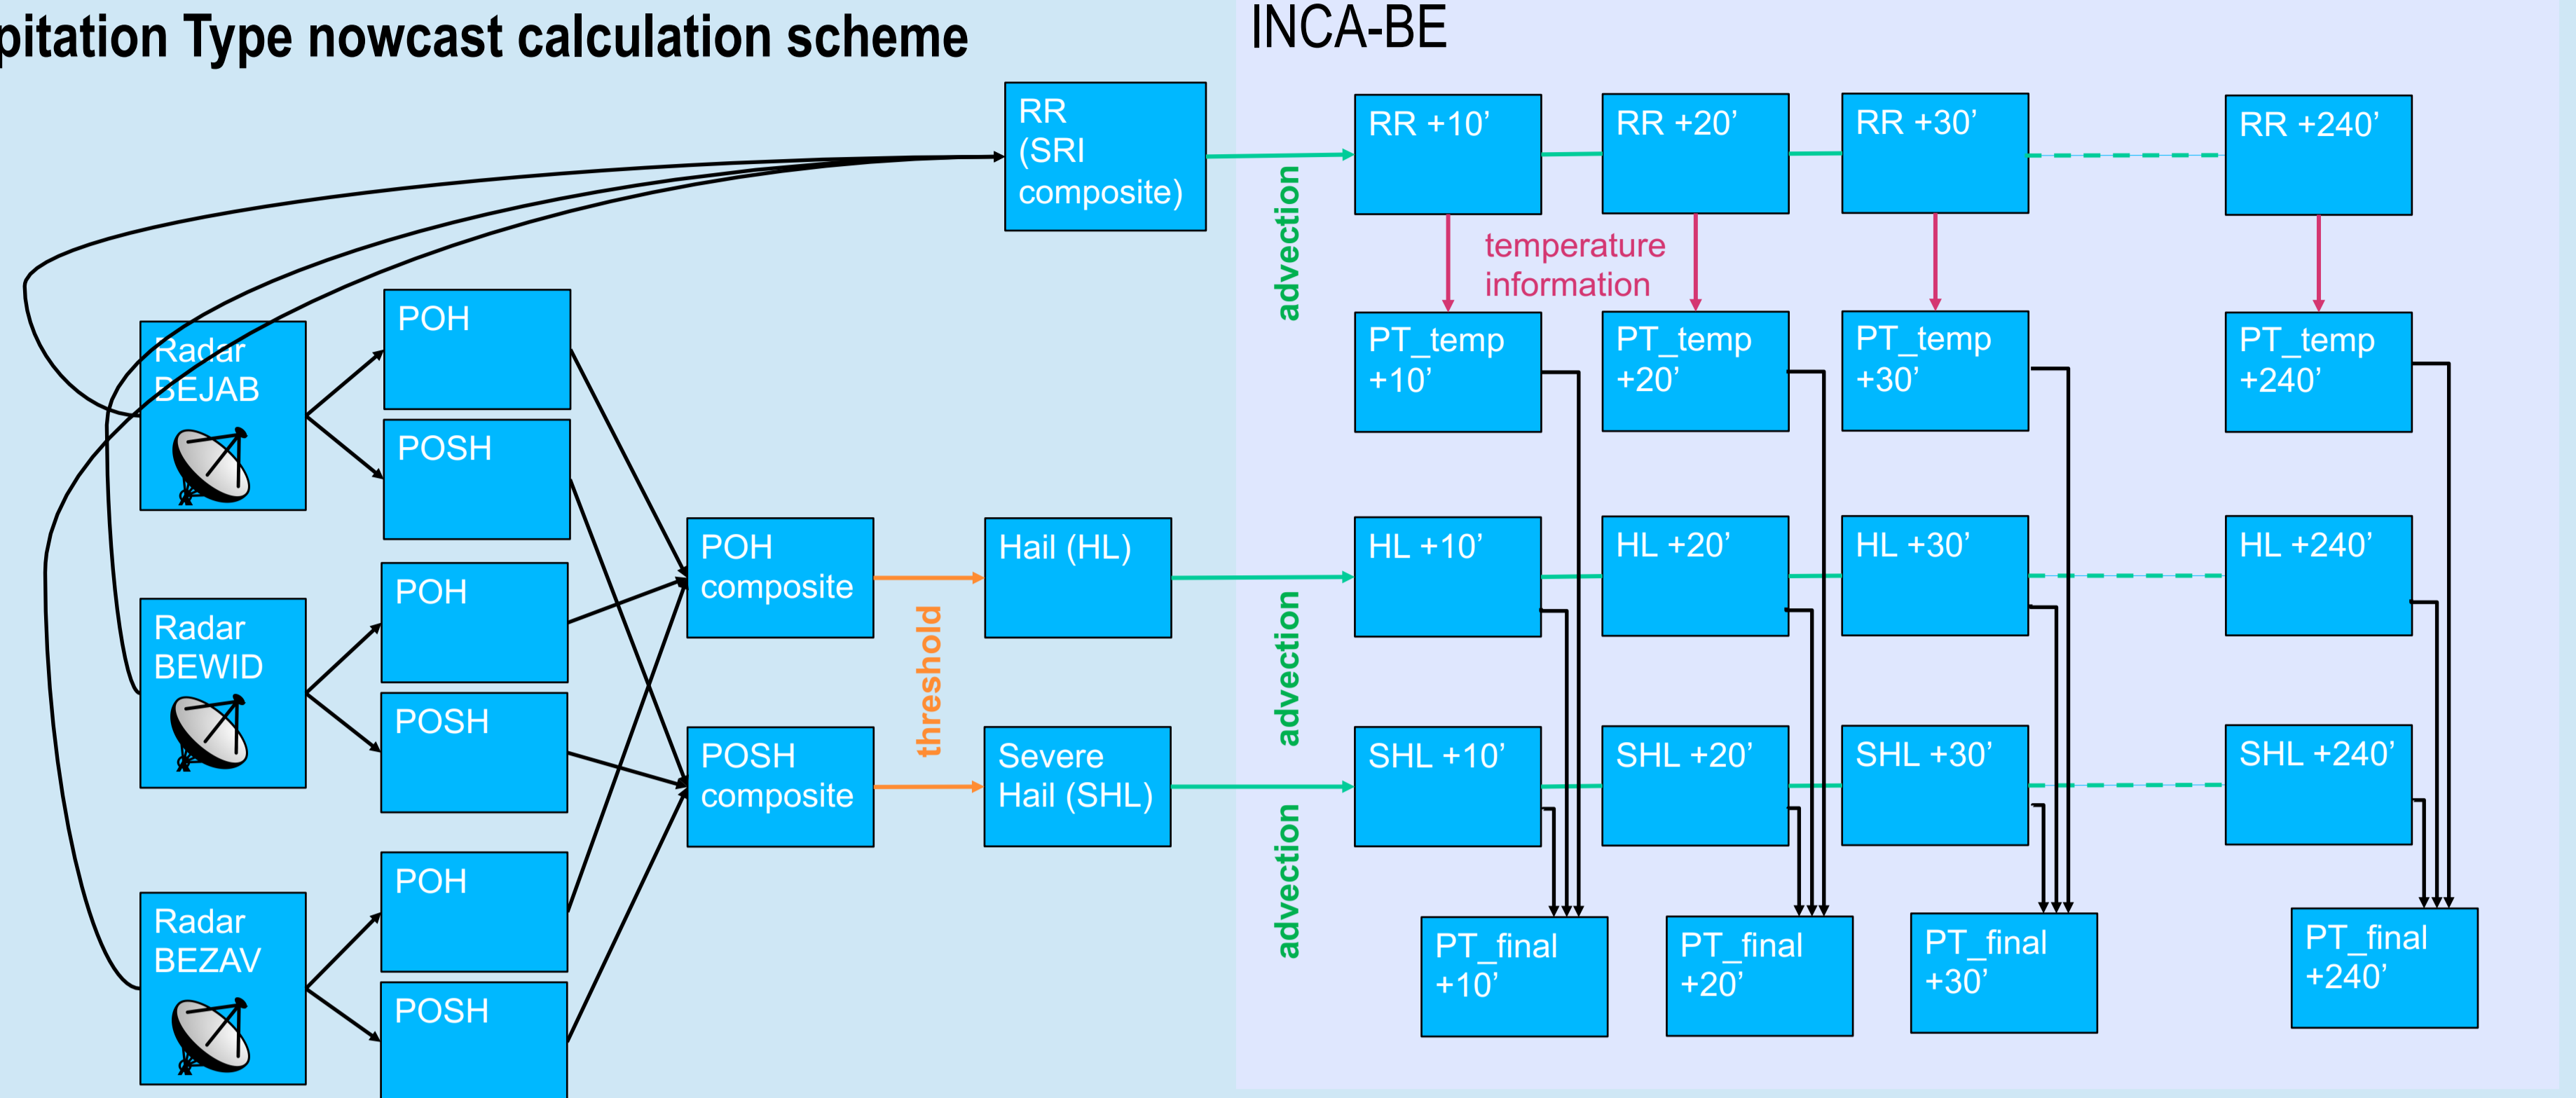 pitation Type nowcast calculation scheme
INCA-BE
RR
(SRI
composite)
RR +10’
RR +20’
RR +30’
RR +240’
advection
temperature
information
Radar
BEJAB
POH
POSH
PT_temp
+10’
PT_temp
+20’
PT_temp
+30’
PT_temp
+240’
Radar
BEWID
POH
POSH
POH
composite
threshold
Hail (HL)
advection
HL +10’
HL +20’
HL +30’
HL +240’
POSH
composite
Severe
Hail (SHL)
advection
SHL +10’
SHL +20’
SHL +30’
SHL +240’
Radar
BEZAV
POH
POSH
PT_final
+10’
PT_final
+20’
PT_final
+30’
PT_final
+240’